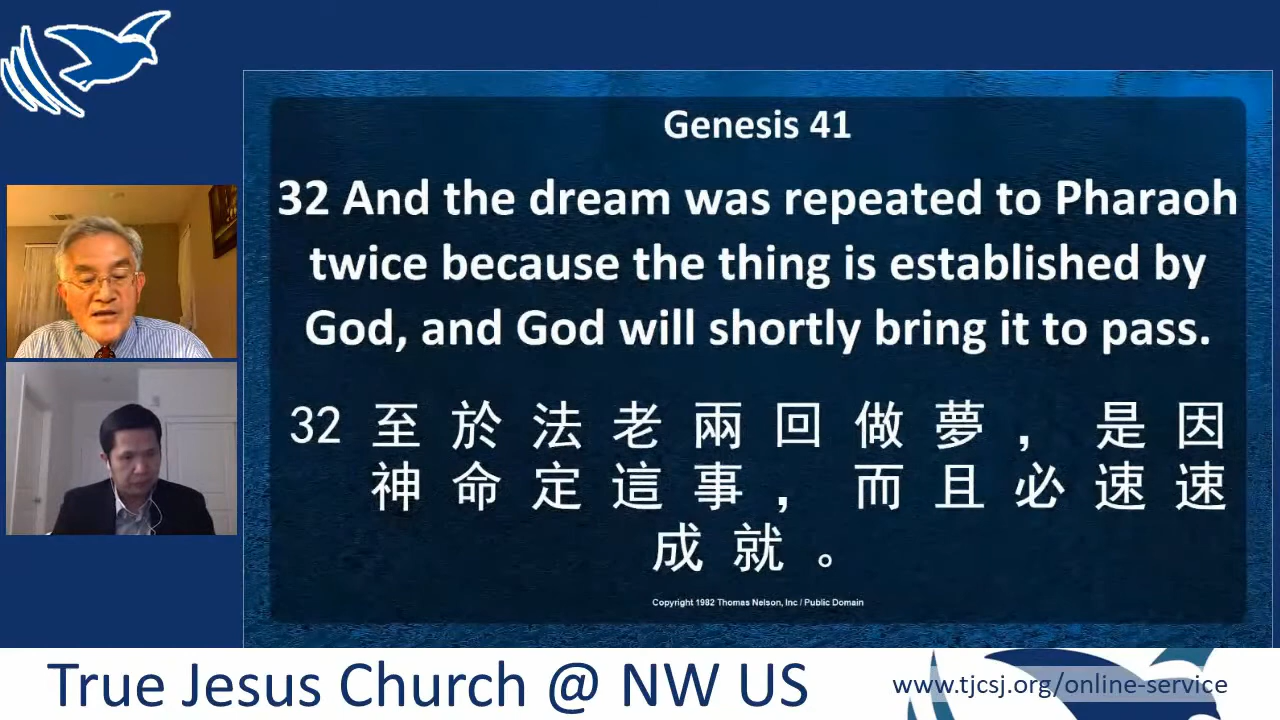 Genesis 41
32 And the dream was repeated to Pharaoh
twice because the thing is established by
God, and God will shortly bring it to pass.
32 至於法老兩回做夢，是因
神命定這事，而且必速速
成就。
Copyright 1982 Thomas Nelson, Inc / Public Domain
True Jesus Church @ NW US
www.tjcsj.org/online-service